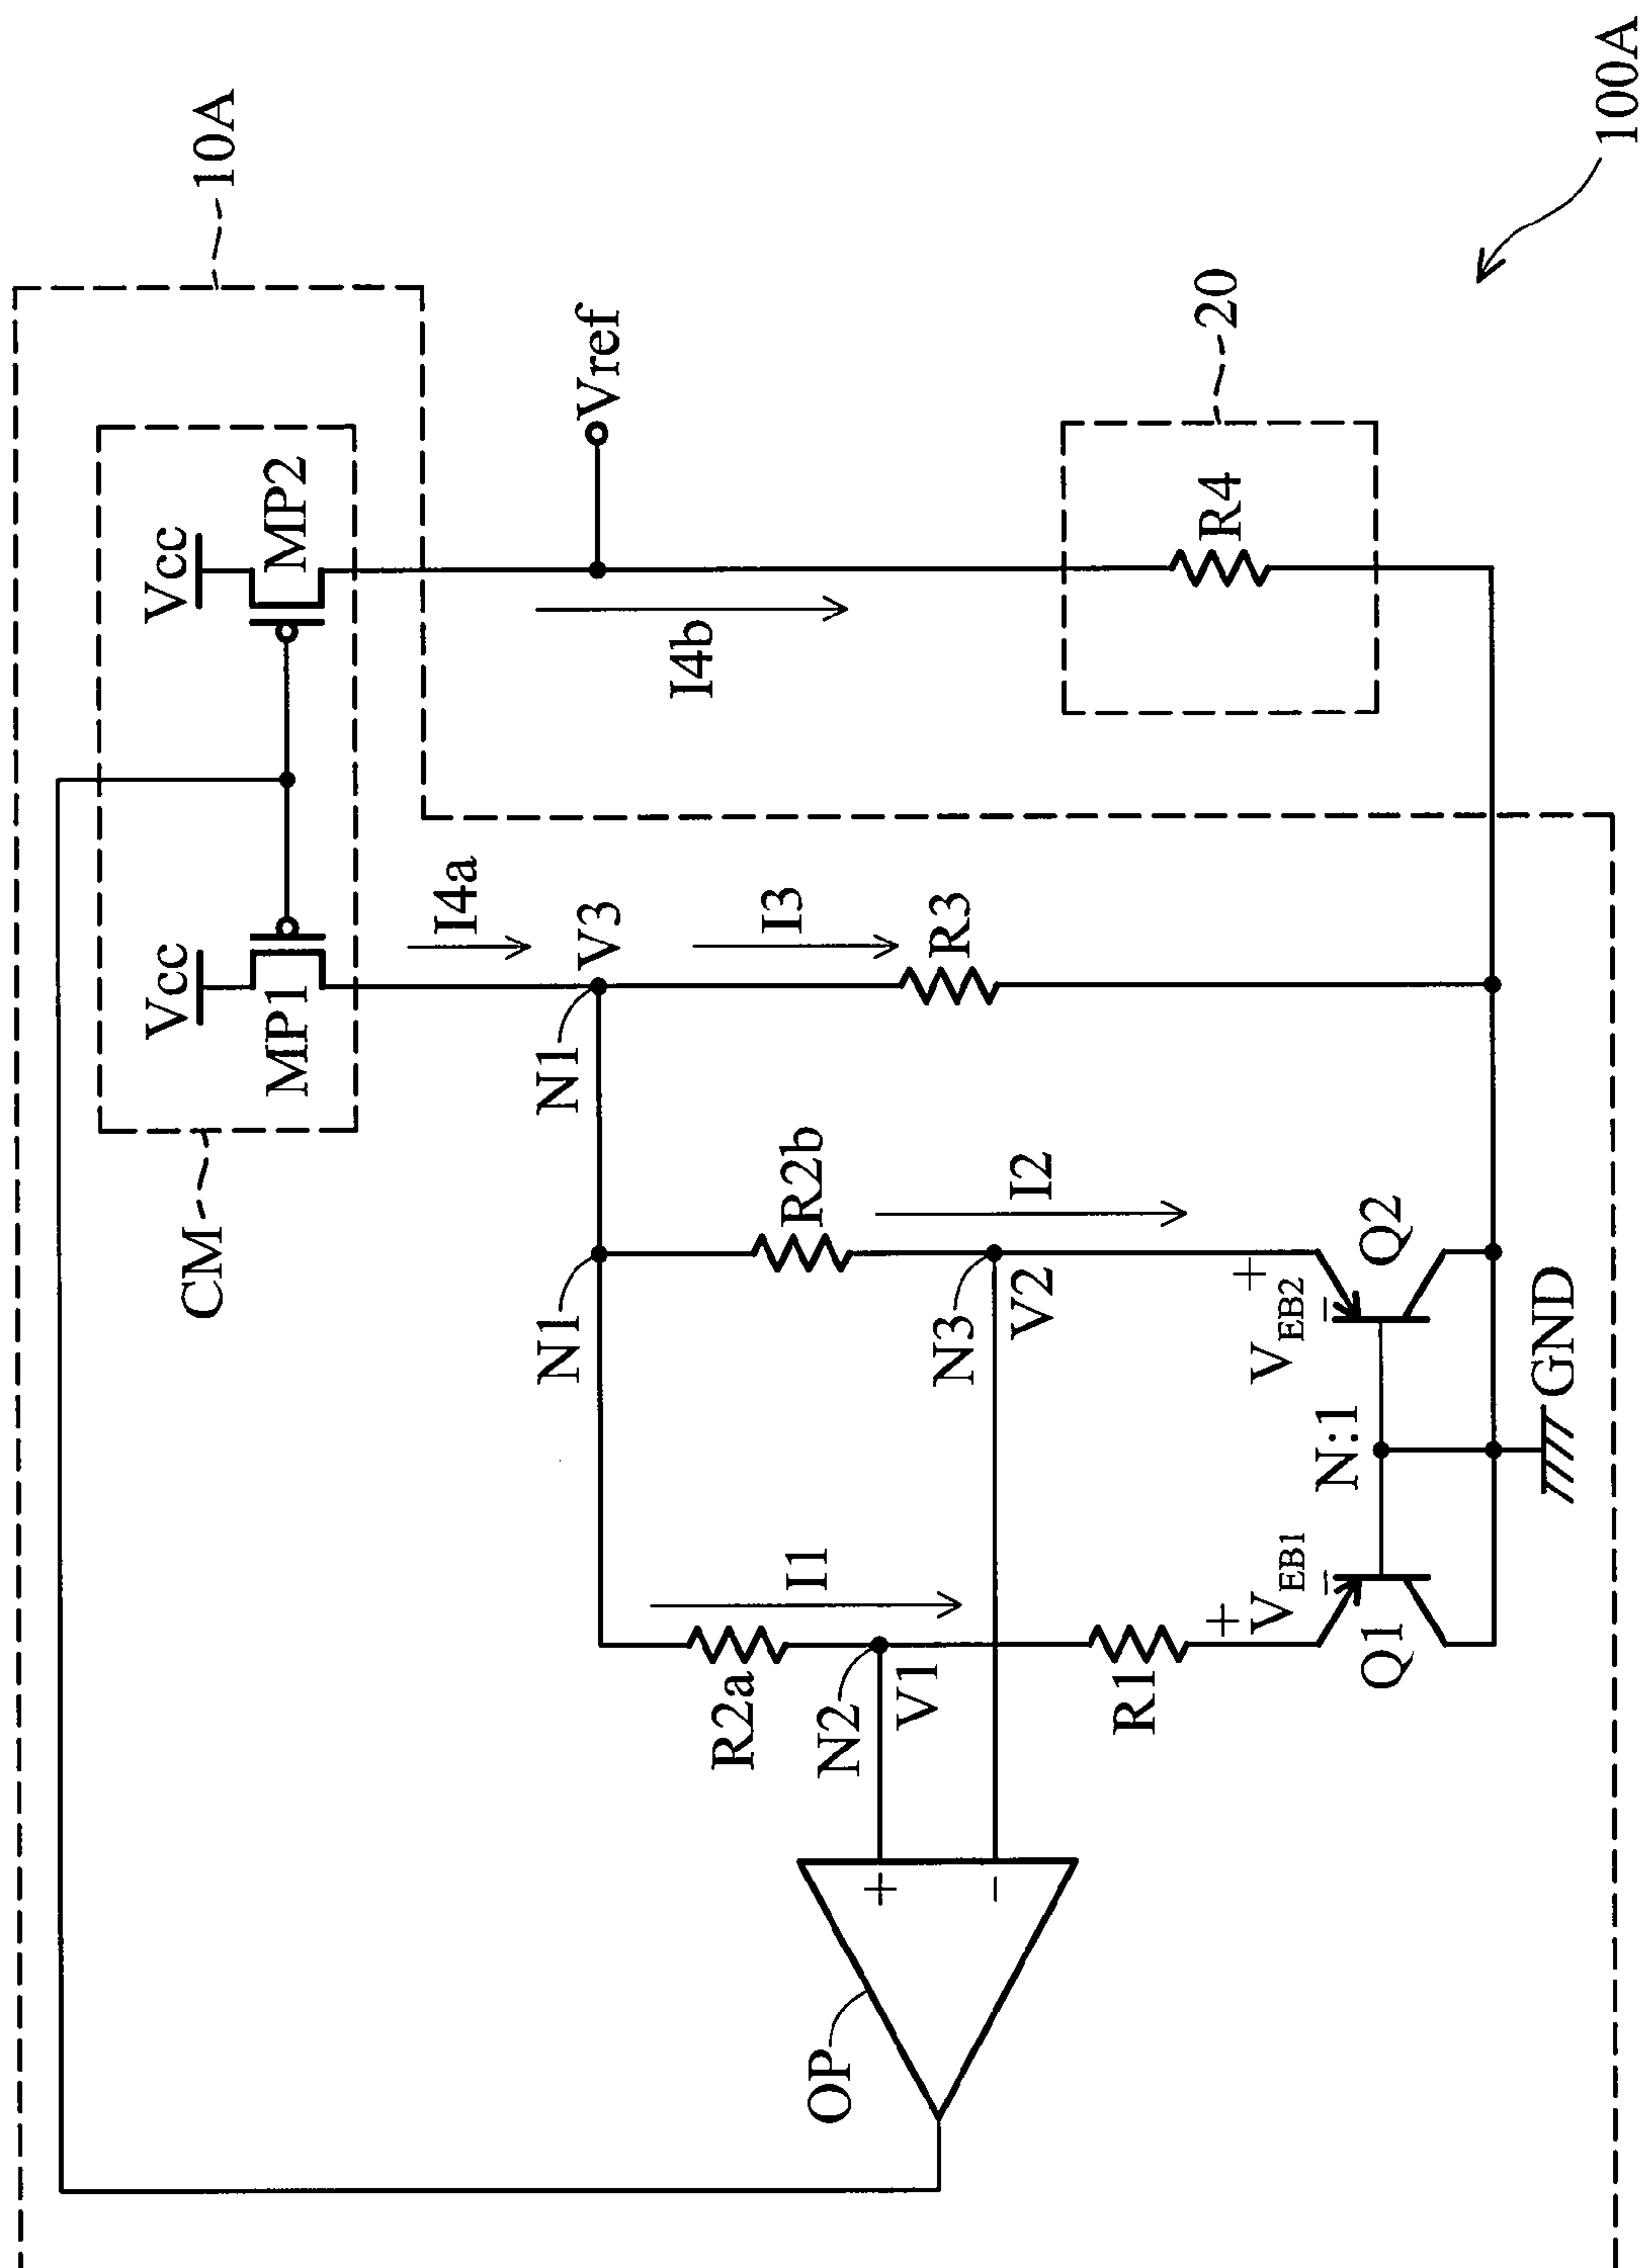 10A
CM
Vcc
Vcc
MP1
MP2
I4a
N1
N1
V3
Vref
I4b
I3
R3
R2b
R2a
I1
I2
OP
N2
V1
N3
V2
+
-
R1
R4
20
+
VEB1
-
+
VEB2
-
N:1
Q1
Q2
GND
100A